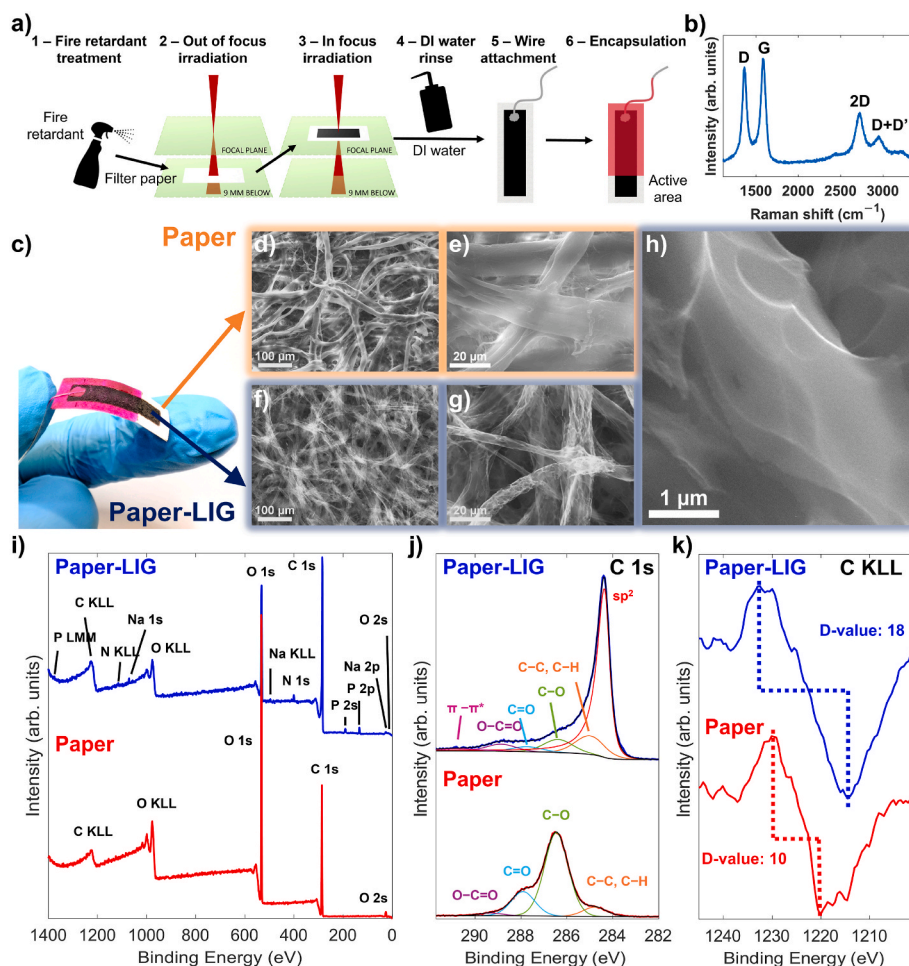 a)
1 – Fire retardant
treatment
2 – Out of focus
irradiation
3 – In focus
irradiation
4 – DI water
rinse
5 – Wire
attachment
6 – Encapsulation
Fire
retardant
Filter paper
FOCAL PLANE
9 MM BELOW
FOCAL PLANE
9 MM BELOW
DI water
Active
area
b)
Intensity (arb. units)
D
G
2D
D+D'
1500
2000
2500
3000
Raman shift (cm⁻¹)
c)
Paper
Paper-LIG
d)
100 μm
e)
20 μm
f)
100 μm
g)
20 μm
h)
1 μm
i)
Paper-LIG
C KLL
P LMM
N KLL
Na 1s
O KLL
O 1s
C 1s
Na KLL
N 1s
P 2s
P 2p
Na 2p
O 2s
Paper
C KLL
O KLL
O 1s
C 1s
O 2s
Intensity (arb. units)
1400
1200
1000
800
600
400
200
0
Binding Energy (eV)
j)
Paper-LIG
C 1s
sp²
C−C, C−H
C−O
C=O
O−C=O
π−π*
Paper
C−O
C=O
O−C=O
C−C, C−H
Intensity (arb. units)
290
288
286
284
282
Binding Energy (eV)
k)
Paper-LIG
C KLL
D-value: 18
Paper
D-value: 10
Intensity (arb. units)
1240
1230
1220
1210
Binding Energy (eV)